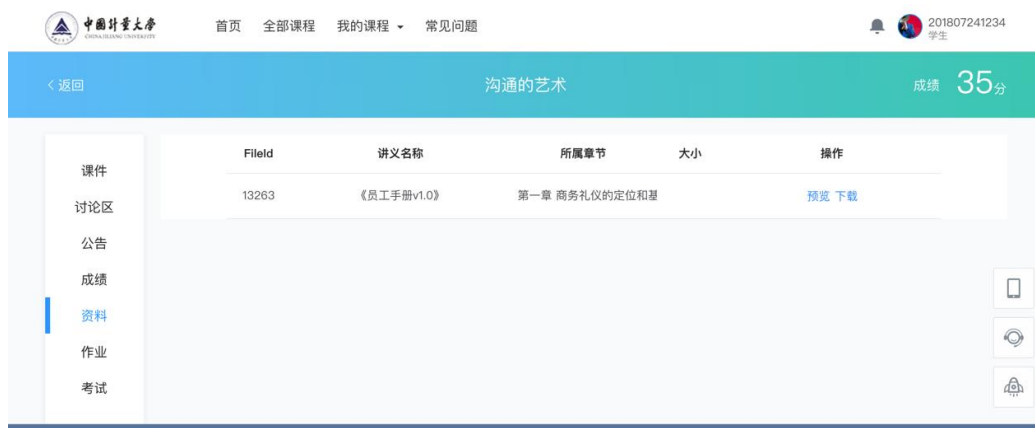 中国计量大学
CHINA JILIANG UNIVERSITY
首页 全部课程 我的课程 常见问题
201807241234
学生
返回
沟通的艺术
成绩 35分
课件
讨论区
公告
成绩
资料
作业
考试
FileId 讲义名称 所属章节 大小 操作
13263 《员工手册v1.0》 第一章 商务礼仪的定位和基 预览 下载